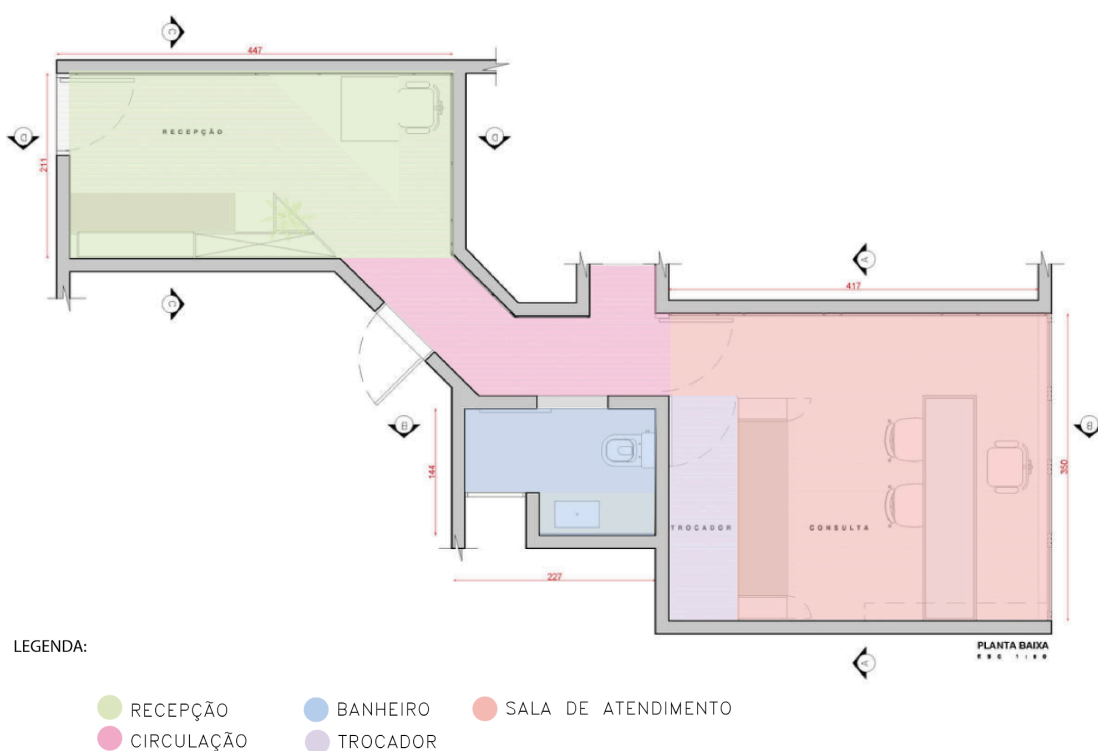 C
447
RECEPÇÃO
D
D
211
C
A
417
B
B
144
350
TROCADOR
CONSULTA
227
A
PLANTA BAIXA
LEGENDA:
RECEPÇÃO
BANHEIRO
SALA DE ATENDIMENTO
CIRCULAÇÃO
TROCADOR